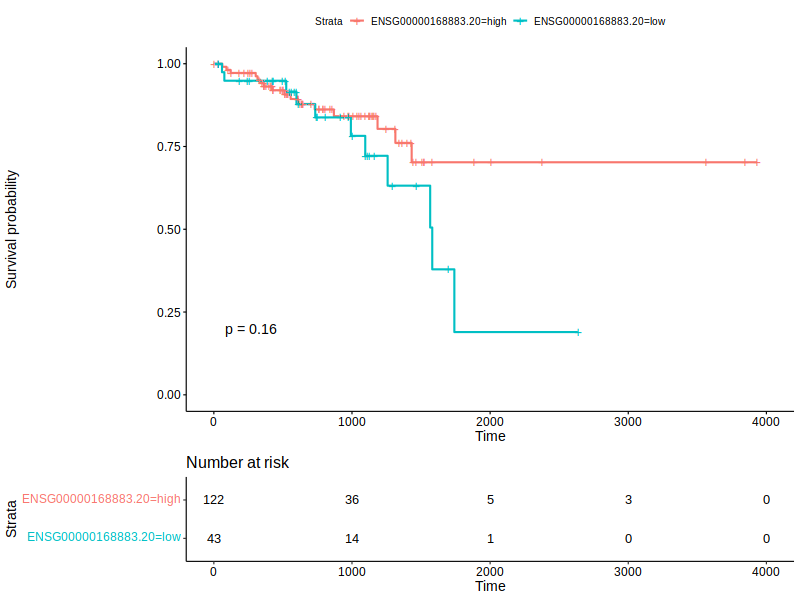 Strata ENSG00000168883.20=high ENSG00000168883.20=low
Survival probability
1.00
0.75
0.50
0.25
0.00
p = 0.16
0 1000 2000 3000 4000
Time
Number at risk
Strata
ENSG00000168883.20=high 122 36 5 3 0
ENSG00000168883.20=low 43 14 1 0 0
0 1000 2000 3000 4000
Time